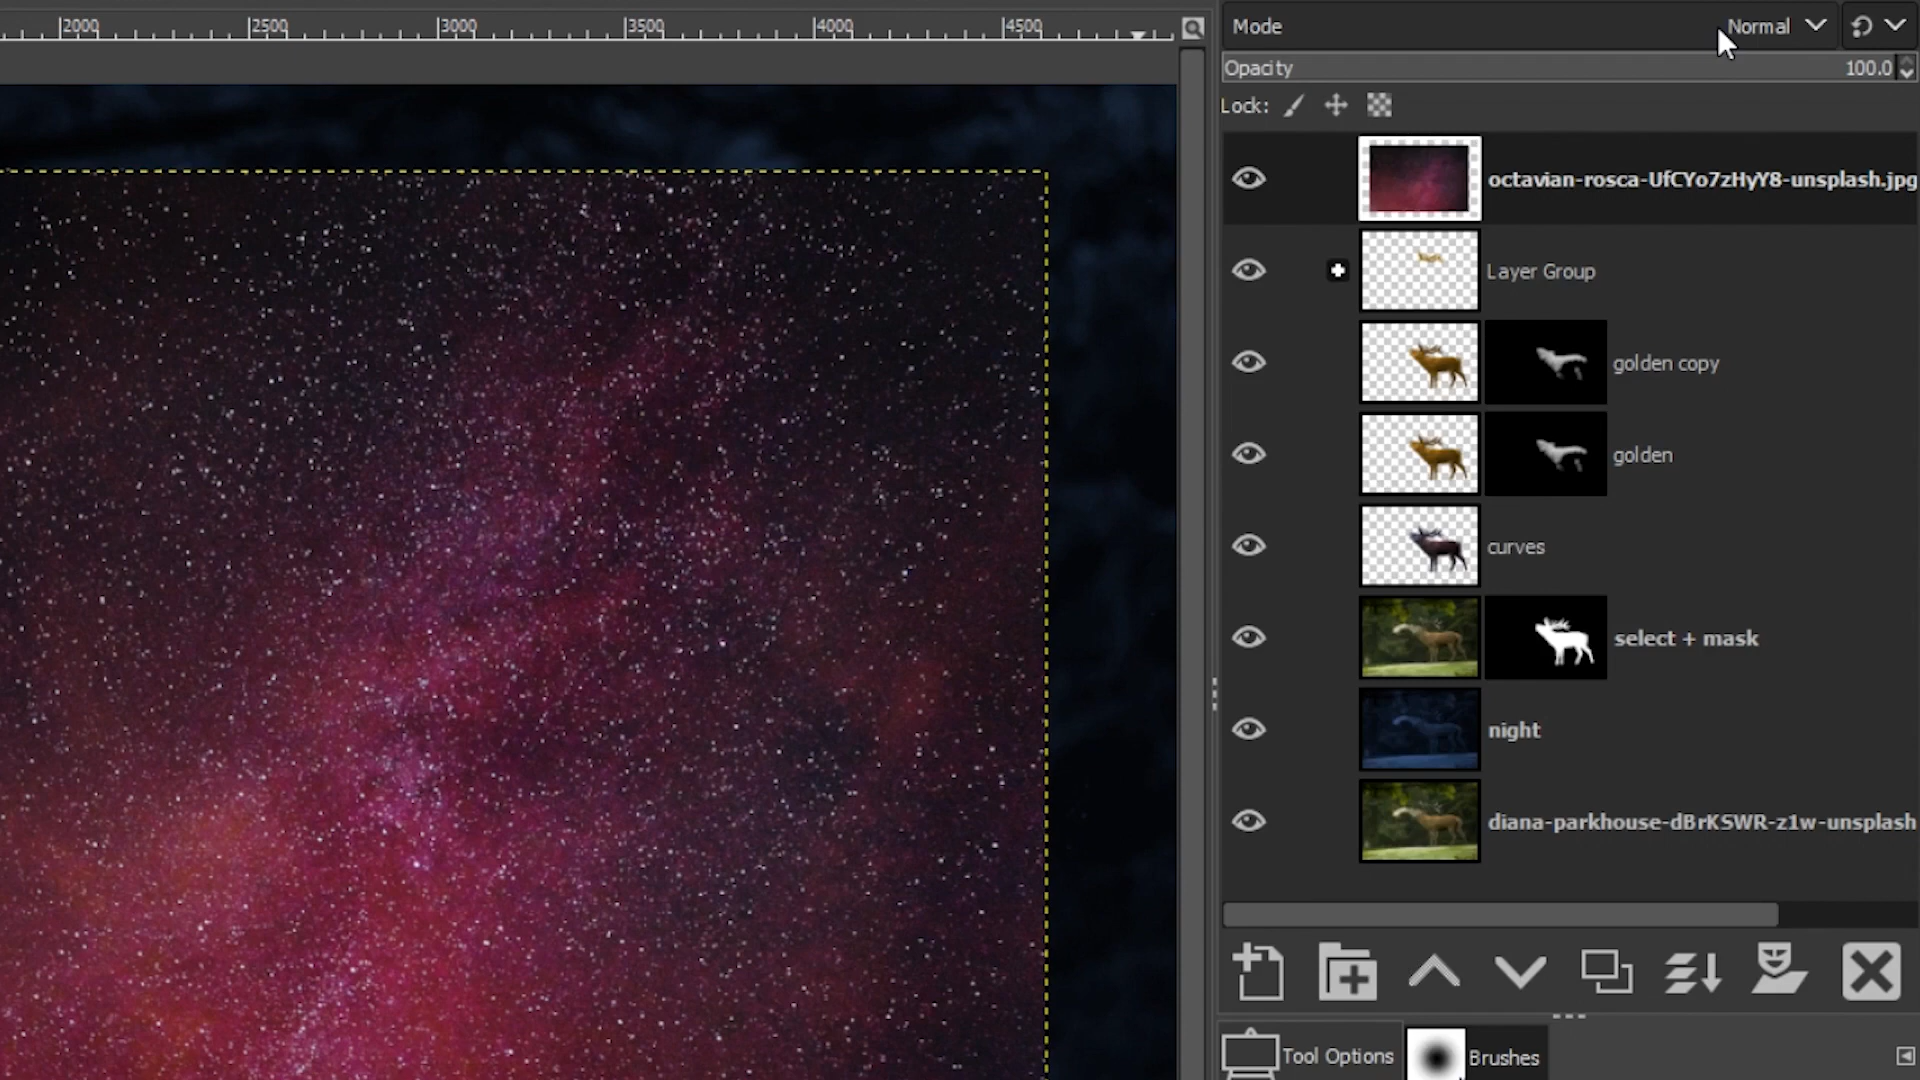 2000 2500 3000 3500 4000 4500
Mode Normal
Opacity 100.0
Lock:
octavian-rosca-UfCYo7zHyY8-unsplash.jpg
Layer Group
golden copy
golden
curves
select + mask
night
diana-parkhouse-dBrKSWR-z1w-unsplash
Tool Options Brushes